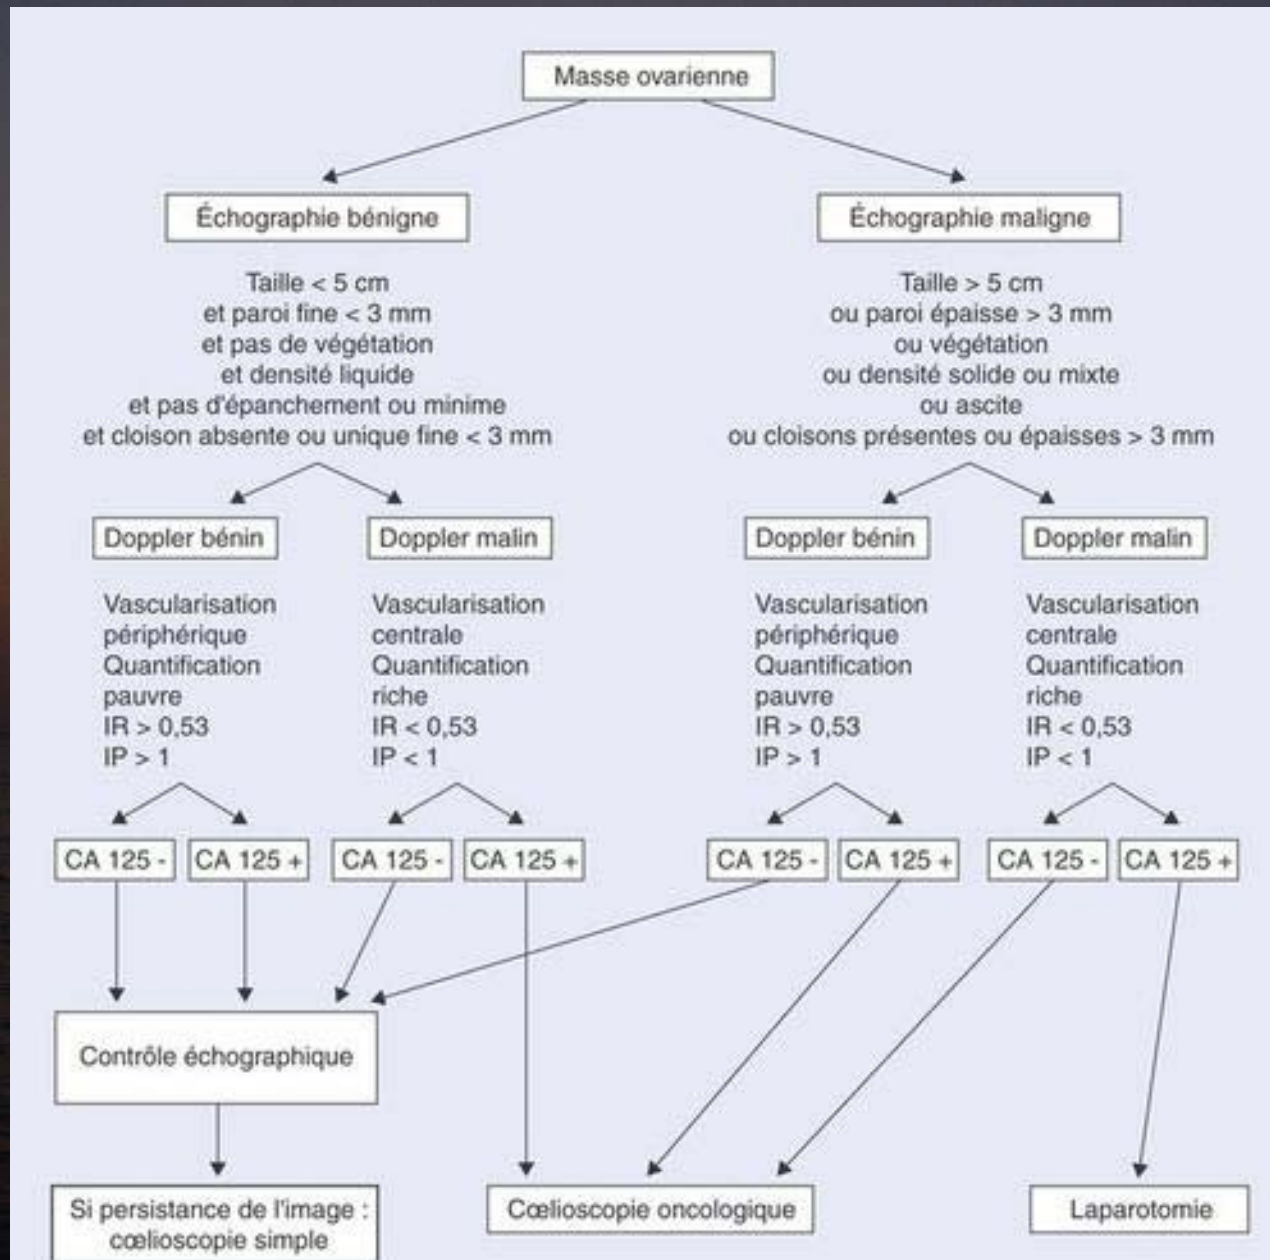 Masse ovarienne
Échographie bénigne
Échographie maligne
Taille < 5 cm
et paroi fine < 3 mm
et pas de végétation
et densité liquide
et pas d'épanchement ou minime
et cloison absente ou unique fine < 3 mm
Taille > 5 cm
ou paroi épaisse > 3 mm
ou végétation
ou densité solide ou mixte
ou ascite
ou cloisons présentes ou épaisses > 3 mm
Doppler bénin
Doppler malin
Doppler bénin
Doppler malin
Vascularisation
périphérique
Quantification
pauvre
IR > 0,53
IP > 1
Vascularisation
centrale
Quantification
riche
IR < 0,53
IP < 1
Vascularisation
périphérique
Quantification
pauvre
IR > 0,53
IP > 1
Vascularisation
centrale
Quantification
riche
IR < 0,53
IP < 1
CA 125 -
CA 125 +
CA 125 -
CA 125 +
CA 125 -
CA 125 +
CA 125 -
CA 125 +
Contrôle échographique
Si persistance de l'image :
cœlioscopie simple
Cœlioscopie oncologique
Laparotomie